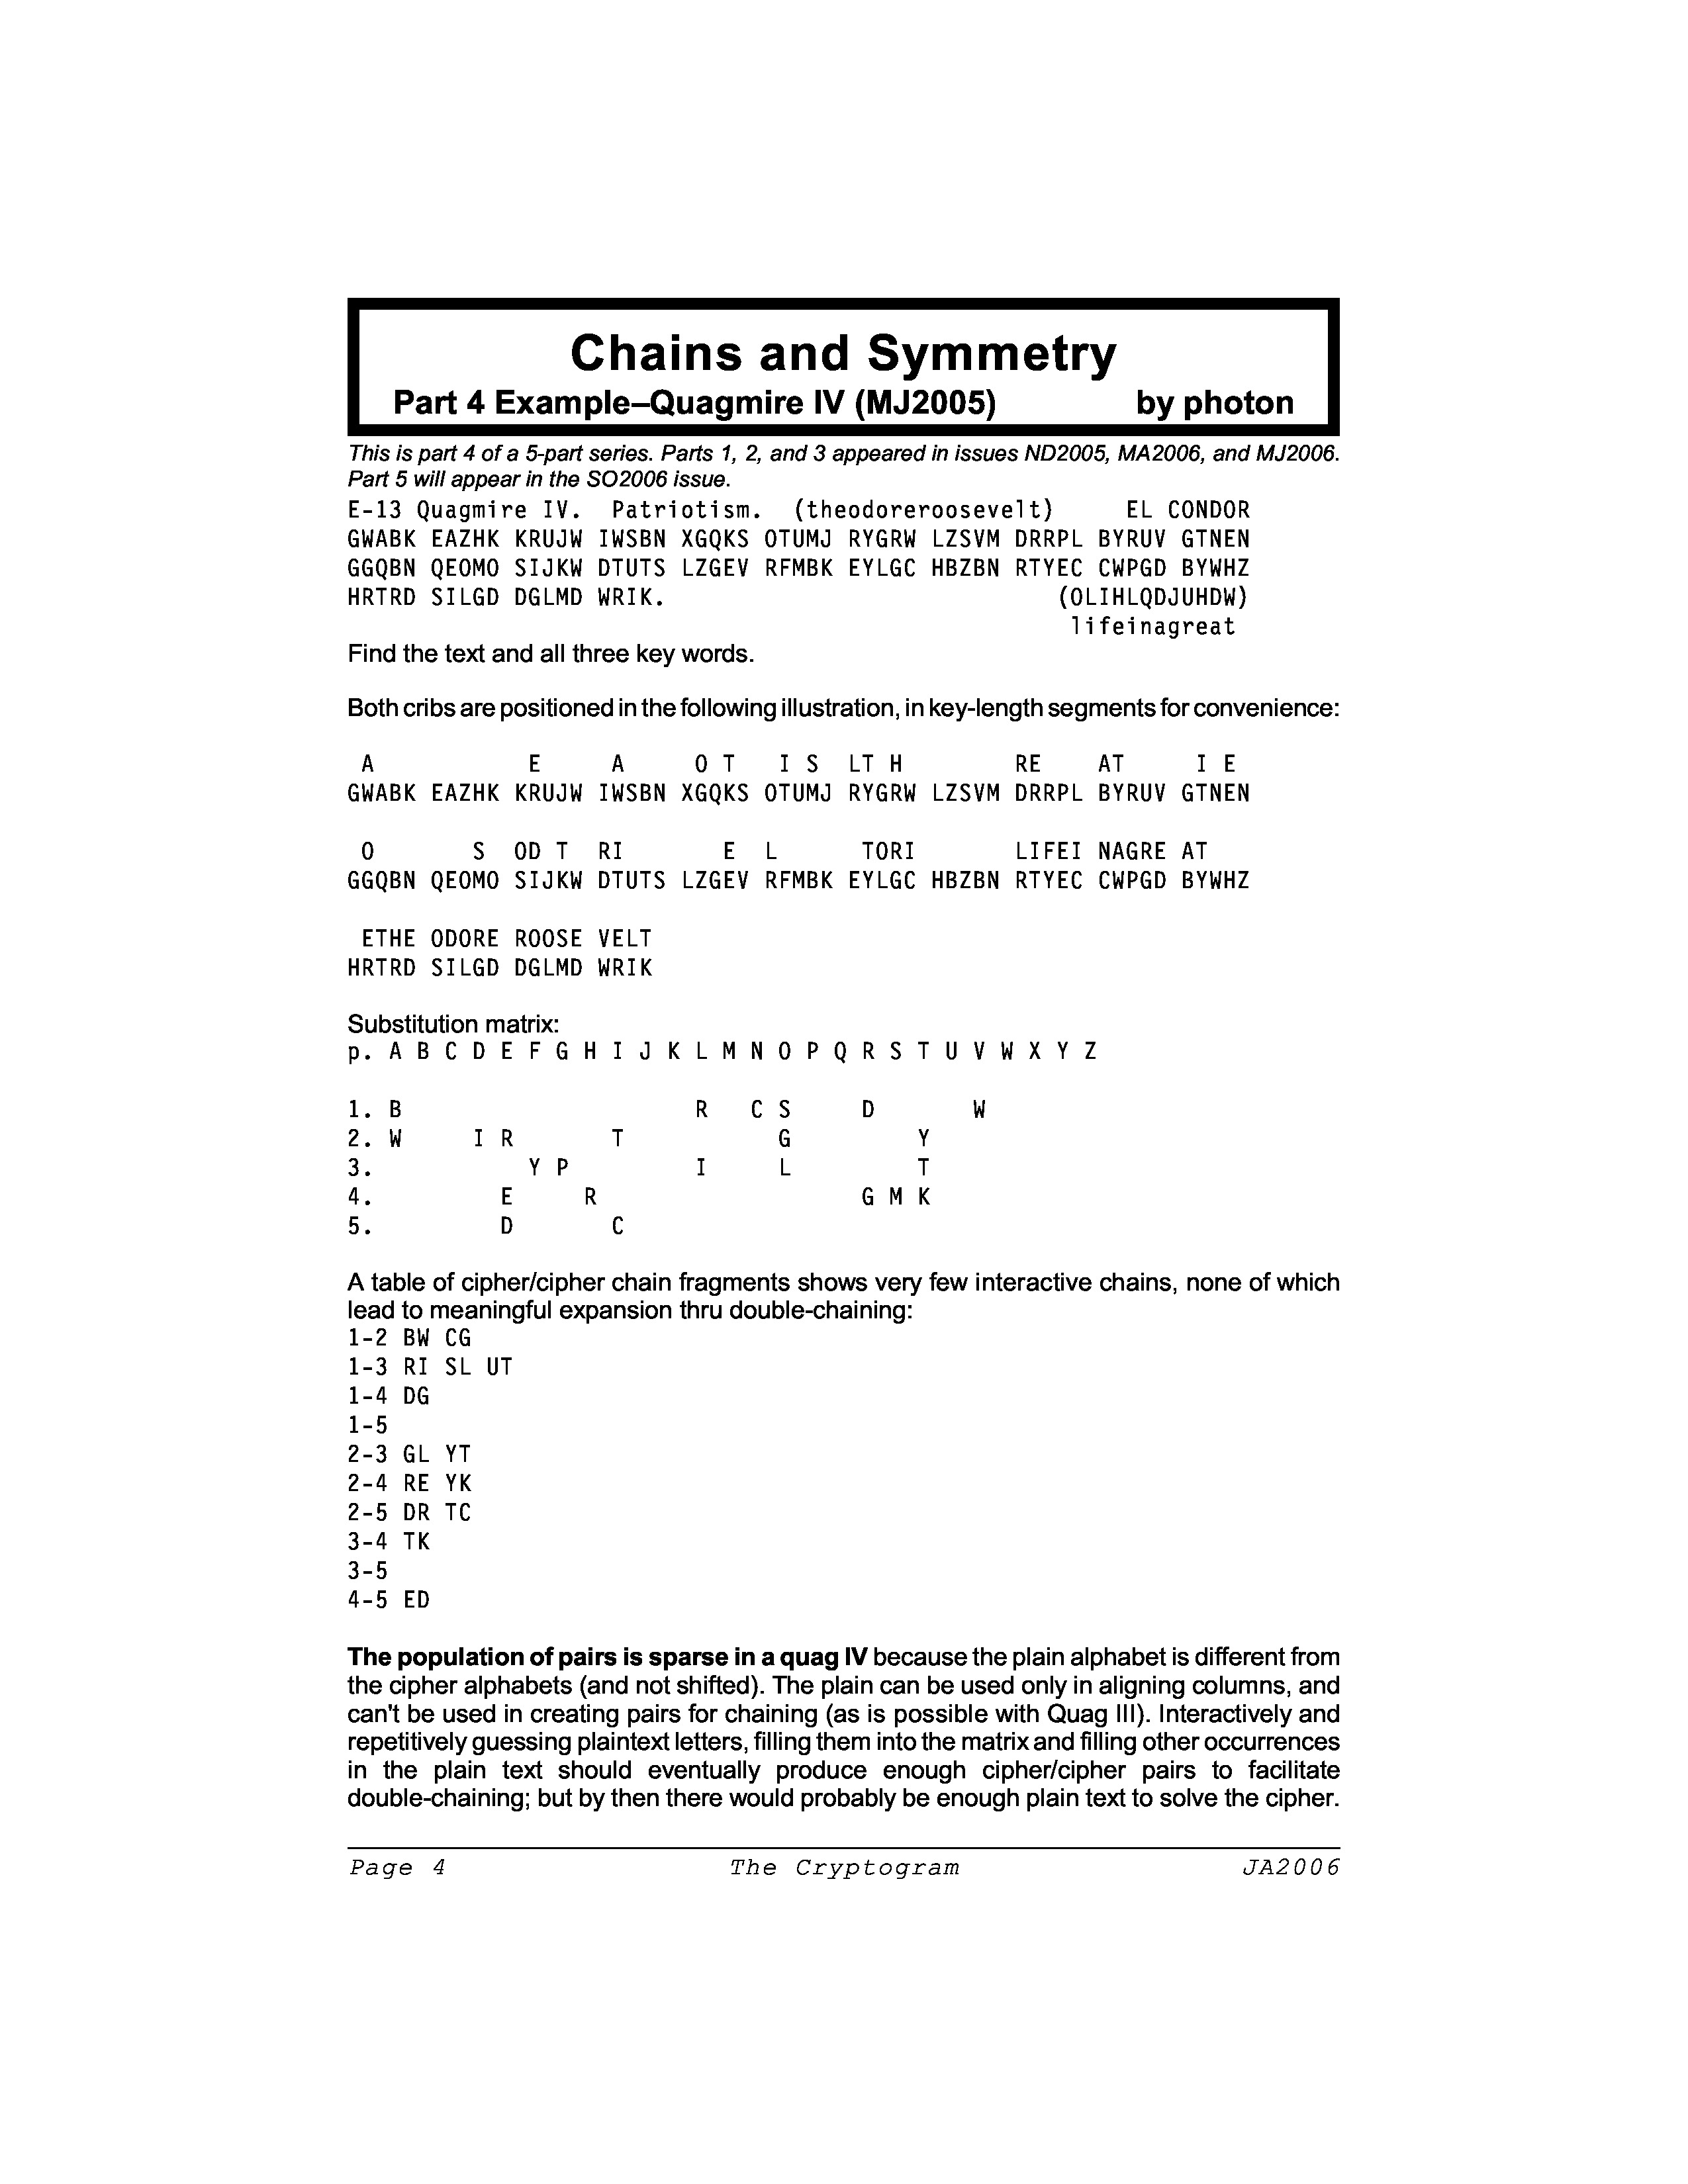 Chains and Symmetry
Part 4 Example–Quagmire IV (MJ2005) by photon
This is part 4 of a 5-part series. Parts 1, 2, and 3 appeared in issues ND2005, MA2006, and MJ2006.
Part 5 will appear in the SO2006 issue.
E-13 Quagmire IV. Patriotism. (theodoreroosevelt) EL CONDOR
GWABK EAZHK KRUJW IWSBN XGQKS OTUMJ RYGRW LZSVM DRRPL BYRUV GTNEN
GGQBN QEOMO SIJKW DTUTS LZGEV RFMBK EYLGC HBZBN RTYEC CWPGD BYWHZ
HRTRD SILGD DGLMD WRIK. (OLIHLQDJUHDW)
lifeinagreat
Find the text and all three key words.
Both cribs are positioned in the following illustration, in key-length segments for convenience:
A E A O T I S LT H RE AT I E
GWABK EAZHK KRUJW IWSBN XGQKS OTUMJ RYGRW LZSVM DRRPL BYRUV GTNEN
O S OD T RI E L TORI LIFEI NAGRE AT
GGQBN QEOMO SIJKW DTUTS LZGEV RFMBK EYLGC HBZBN RTYEC CWPGD BYWHZ
ETHE ODORE ROOSE VELT
HRTRD SILGD DGLMD WRIK
Substitution matrix:
p. A B C D E F G H I J K L M N O P Q R S T U V W X Y Z
1. B R C S D W
2. W I R T G Y
3. Y P I L T
4. E R G M K
5. D C
A table of cipher/cipher chain fragments shows very few interactive chains, none of which
lead to meaningful expansion thru double-chaining:
1-2 BW CG
1-3 RI SL UT
1-4 DG
1-5
2-3 GL YT
2-4 RE YK
2-5 DR TC
3-4 TK
3-5
4-5 ED
The population of pairs is sparse in a quag IV because the plain alphabet is different from
the cipher alphabets (and not shifted). The plain can be used only in aligning columns, and
can't be used in creating pairs for chaining (as is possible with Quag III). Interactively and
repetitively guessing plaintext letters, filling them into the matrix and filling other occurrences
in the plain text should eventually produce enough cipher/cipher pairs to facilitate
double-chaining; but by then there would probably be enough plain text to solve the cipher.
Page 4 The Cryptogram JA2006